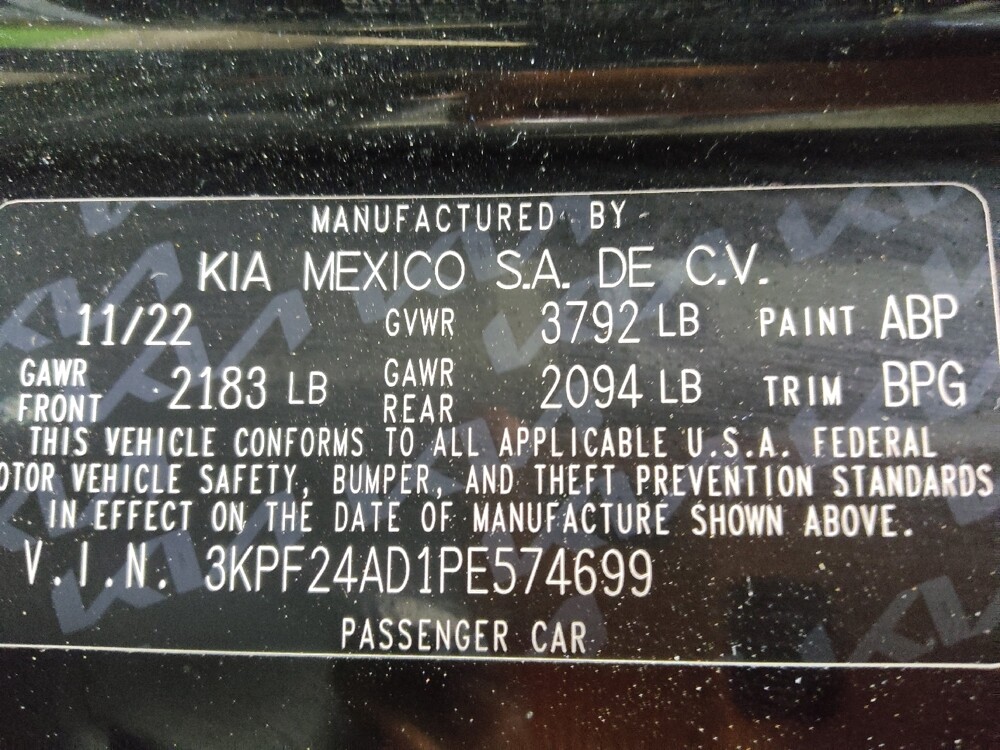 MANUFACTURED BY
KIA MEXICO S.A. DE C.V.
11/22 GVWR 3792 LB PAINT ABP
GAWR FRONT 2183 LB GAWR REAR 2094 LB TRIM BPG
THIS VEHICLE CONFORMS TO ALL APPLICABLE U.S.A. FEDERAL
OTOR VEHICLE SAFETY, BUMPER, AND THEFT PREVENTION STANDARDS
IN EFFECT ON THE DATE OF MANUFACTURE SHOWN ABOVE.
V.I.N. 3KPF24AD1PE574699
PASSENGER CAR